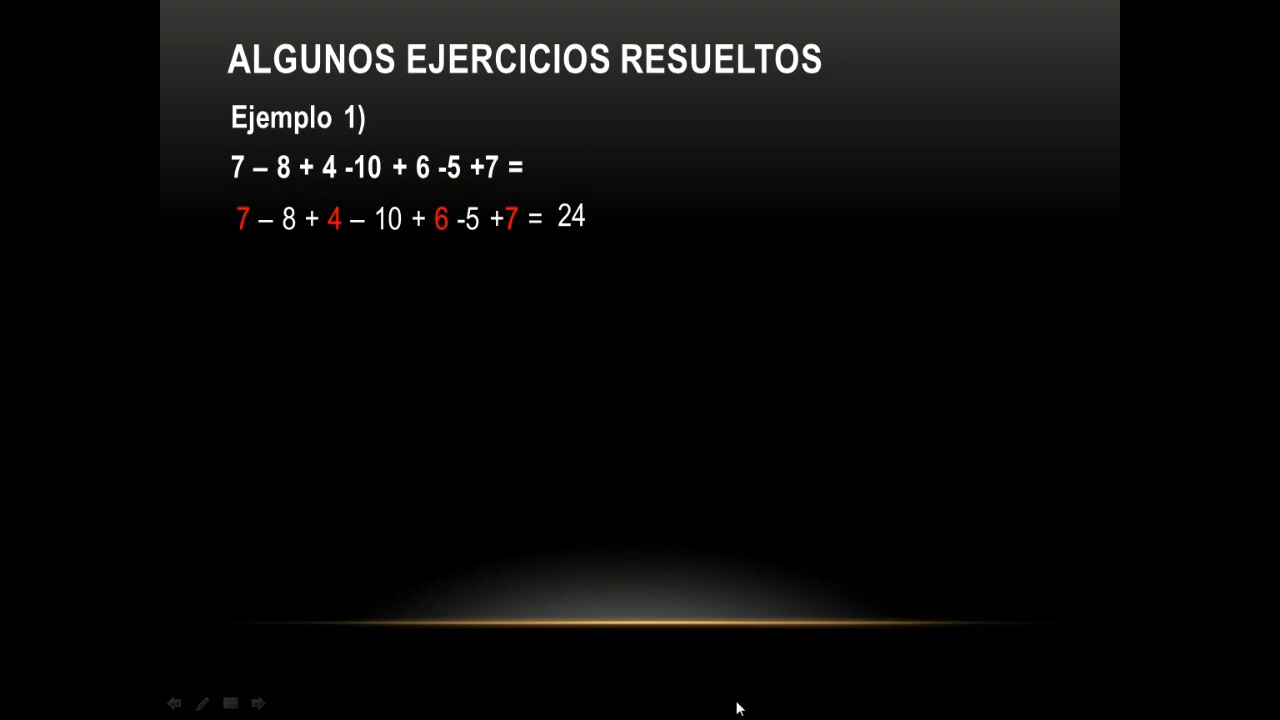 ALGUNOS EJERCICIOS RESUELTOS
Ejemplo 1)
7 – 8 + 4 -10 + 6 -5 +7 =
7 – 8 + 4 – 10 + 6 -5 +7 = 24